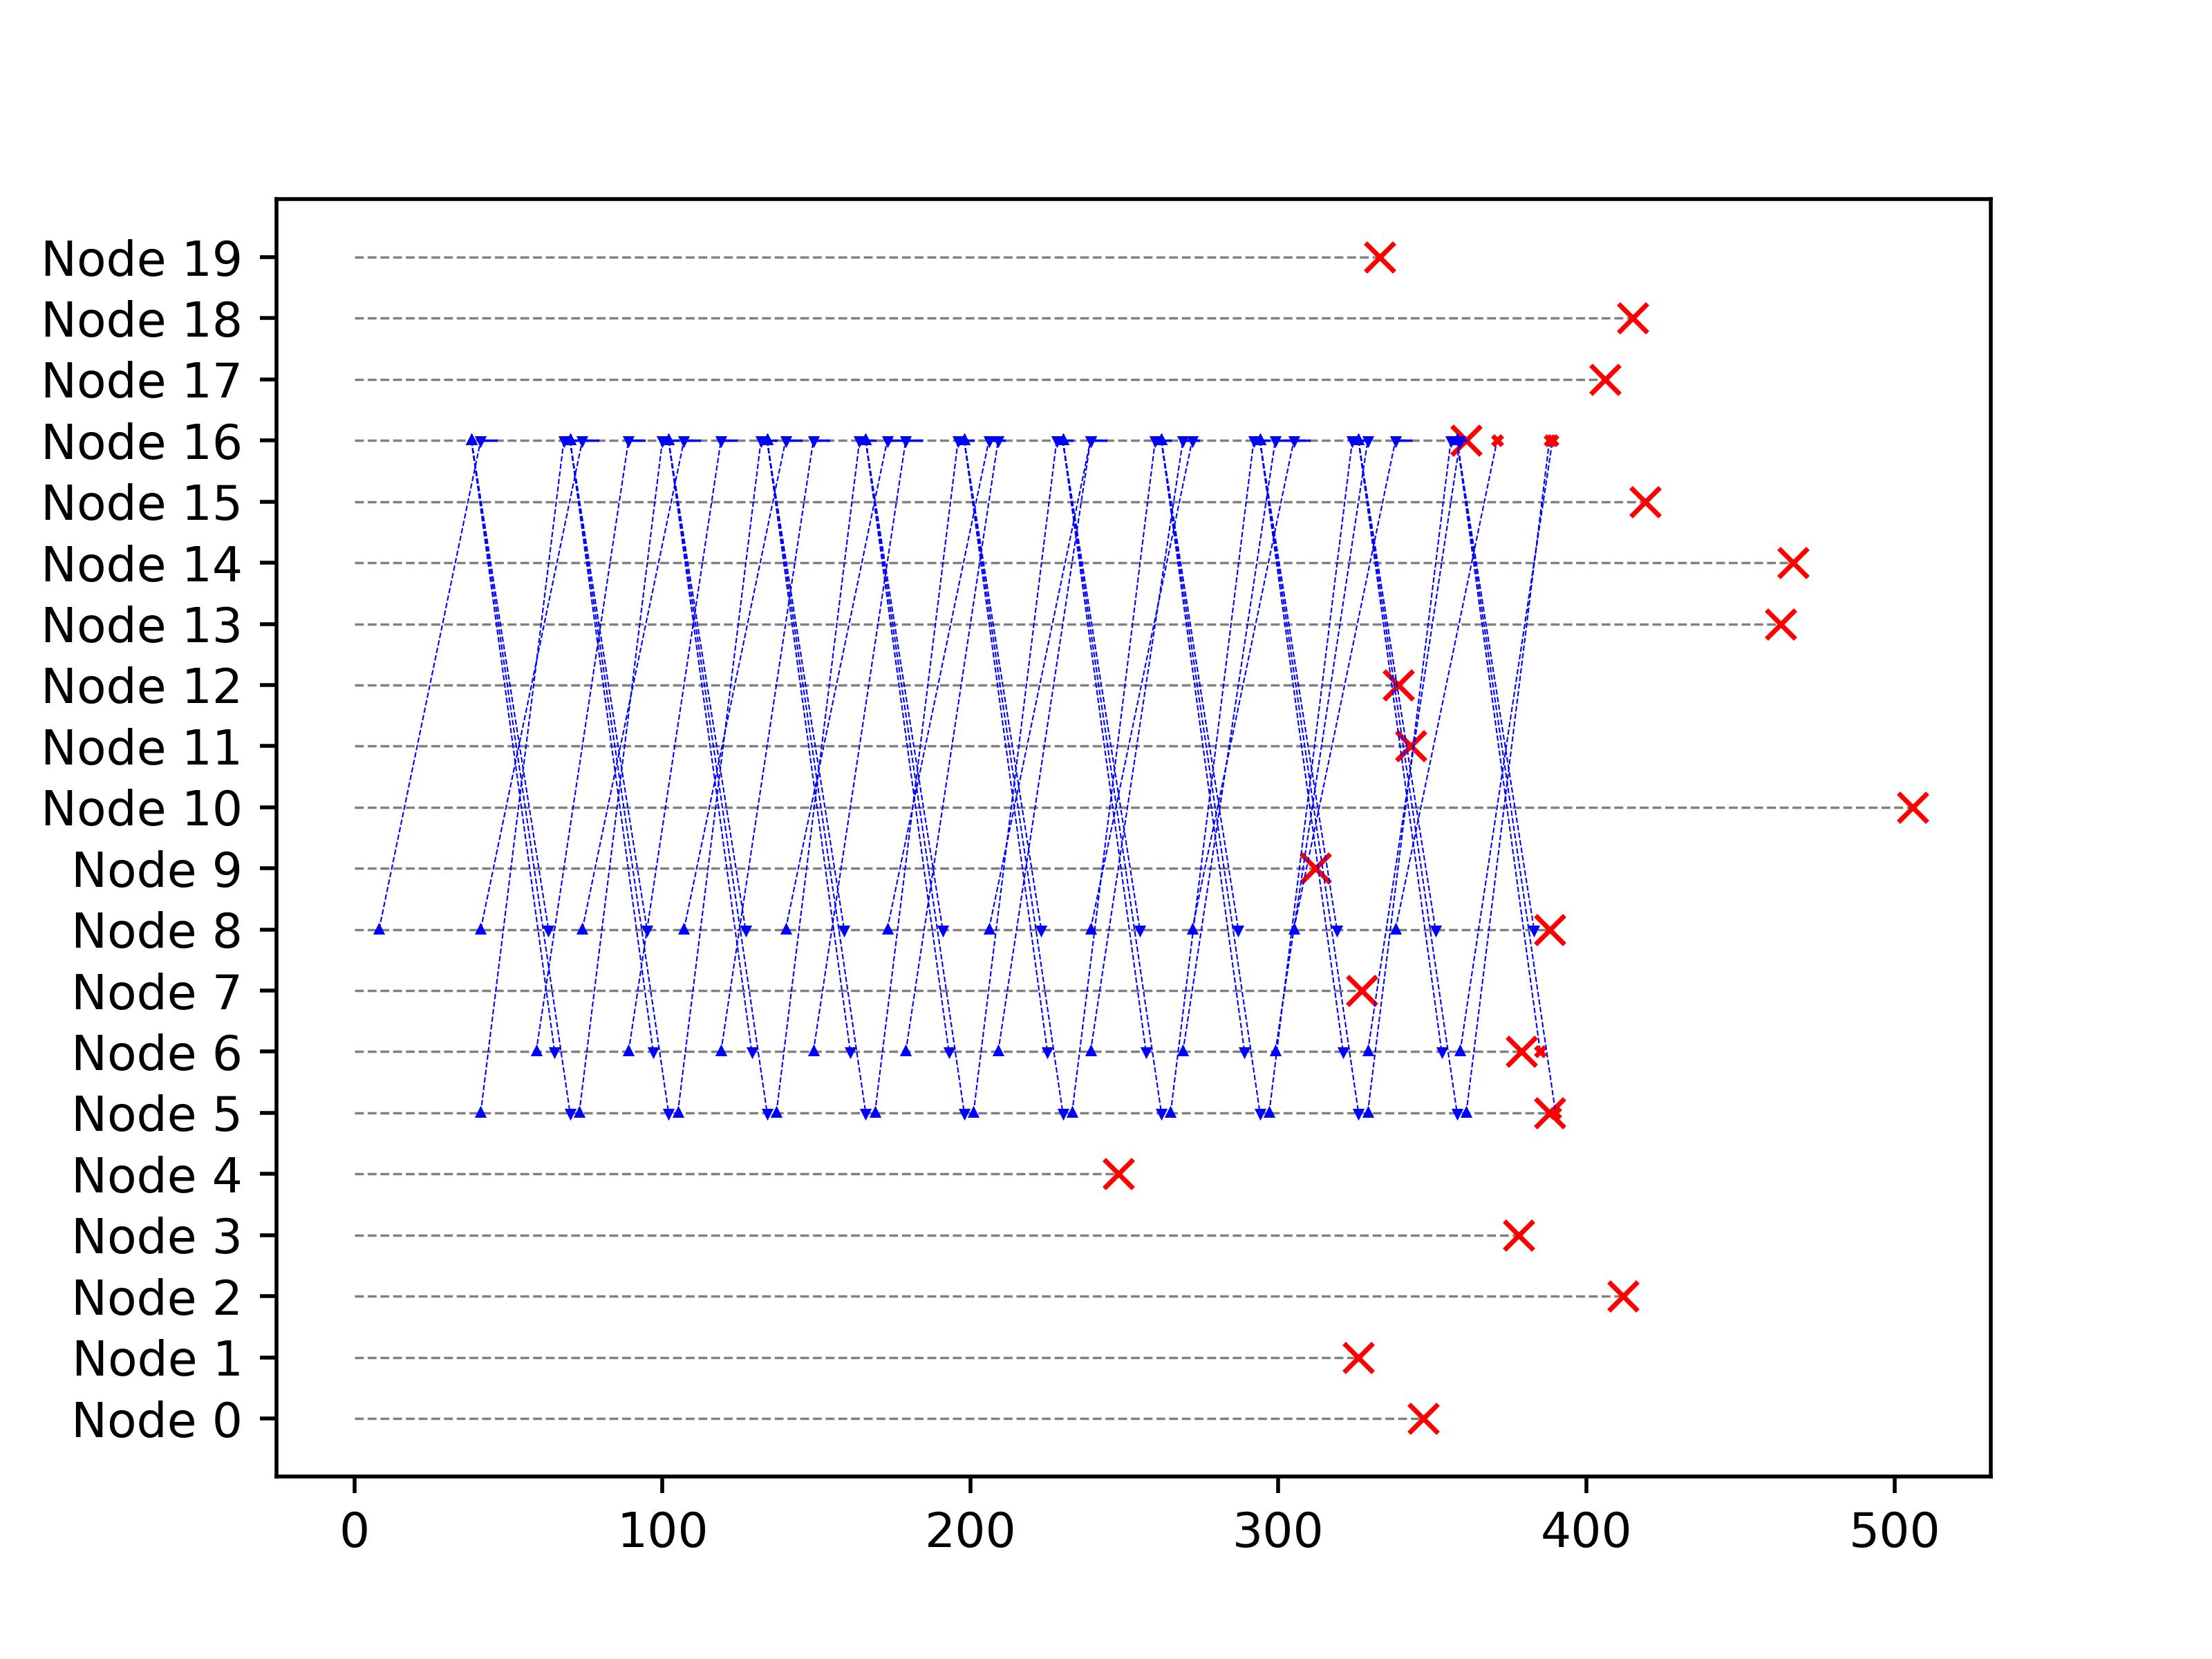 Node 19
Node 18
Node 17
Node 16
Node 15
Node 14
Node 13
Node 12
Node 11
Node 10
Node 9
Node 8
Node 7
Node 6
Node 5
Node 4
Node 3
Node 2
Node 1
Node 0
0 100 200 300 400 500